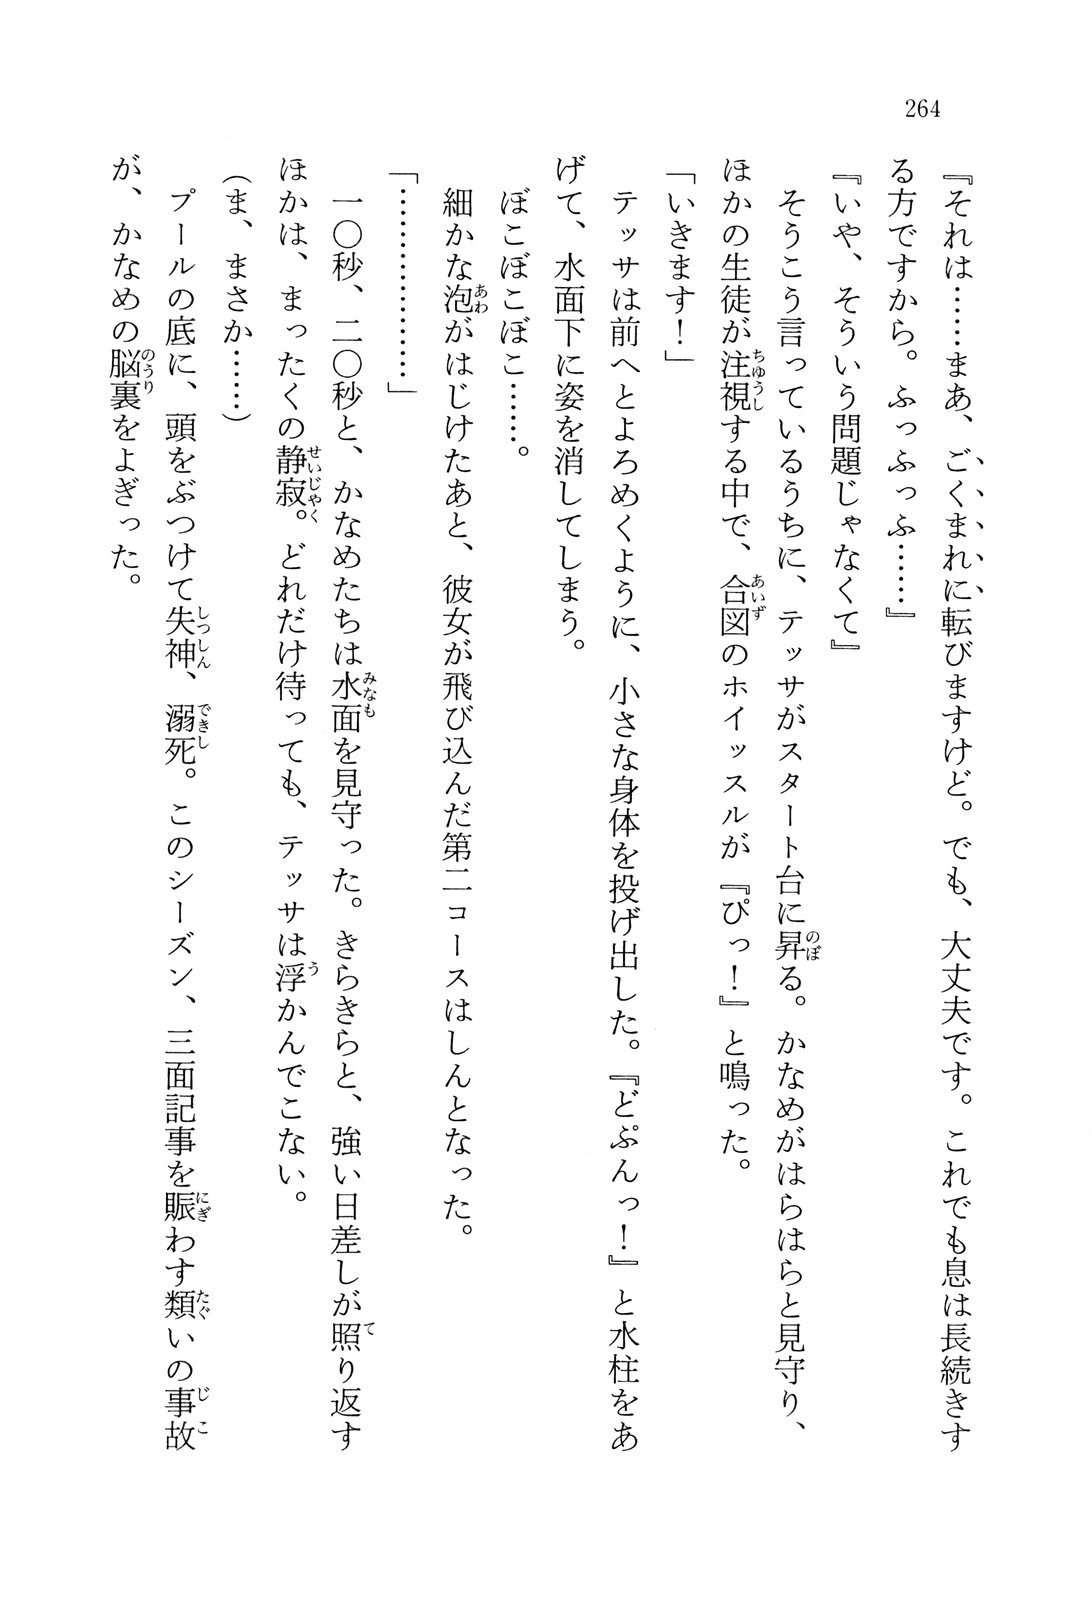 264
『それは……まあ、ごくまれに転びますけど。でも、大丈夫です。これでも息は長続きす
る方ですから。ふっふっふ……』
『いや、そういう問題じゃなくて』
そうこう言っているうちに、テッサがスタート台に昇る。かなめがはらはらと見守り、
ほかの生徒が注視する中で、合図のホイッスルが『ぴっ！』と鳴った。
「いきます！」
テッサは前へとよろめくように、小さな身体を投げ出した。『どぷんっ！』と水柱をあ
げて、水面下に姿を消してしまう。
ぼこぼこぼこ……。
細かな泡がはじけたあと、彼女が飛び込んだ第二コースはしんとなった。
「………………」
一〇秒、二〇秒と、かなめたちは水面を見守った。きらきらと、強い日差しが照り返す
ほかは、まったくの静寂。どれだけ待っても、テッサは浮かんでこない。
（ま、まさか……）
プールの底に、頭をぶつけて失神、溺死。このシーズン、三面記事を賑わす類いの事故
が、かなめの脳裏をよぎった。